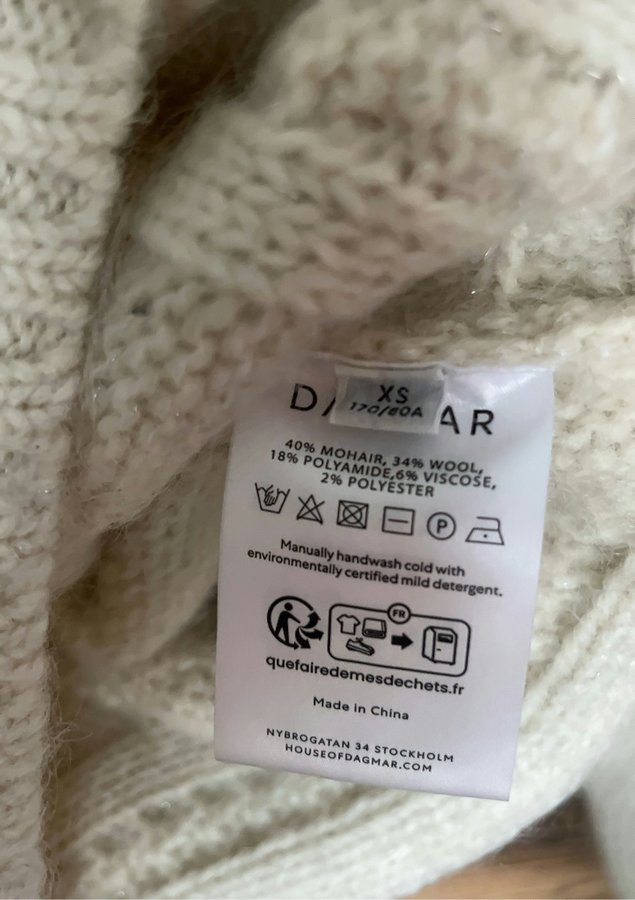 XS
170/80A
40% MOHAIR, 34% WOOL,
18% POLYAMIDE,6% VISCOSE,
2% POLYESTER
P
Manually handwash cold with
environmentally certified mild detergent.
FR
quefairedemesdechets.fr
Made in China
NYBROGATAN 34 STOCKHOLM
HOUSEOFDAGMAR.COM